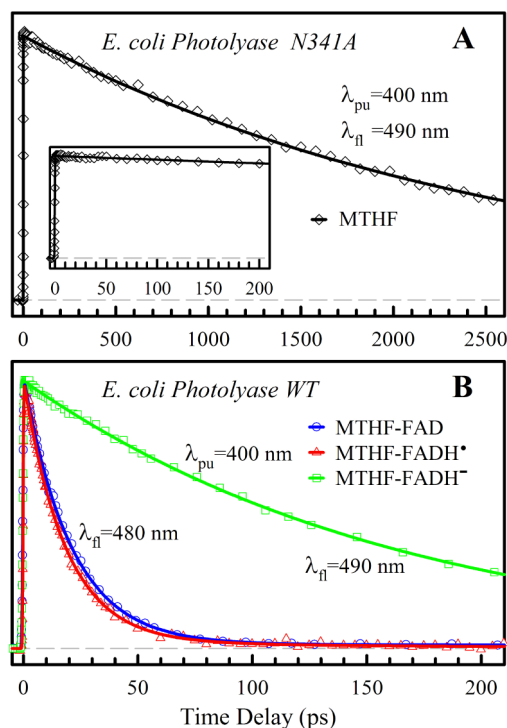 E. coli Photolyase N341A
A
λpu=400 nm
λfl =490 nm
MTHF
0 50 100 150 200
0 500 1000 1500 2000 2500
E. coli Photolyase WT
B
MTHF-FAD
MTHF-FADH•
MTHF-FADH⁻
λpu=400 nm
λfl=480 nm
λfl=490 nm
0 50 100 150 200
Time Delay (ps)